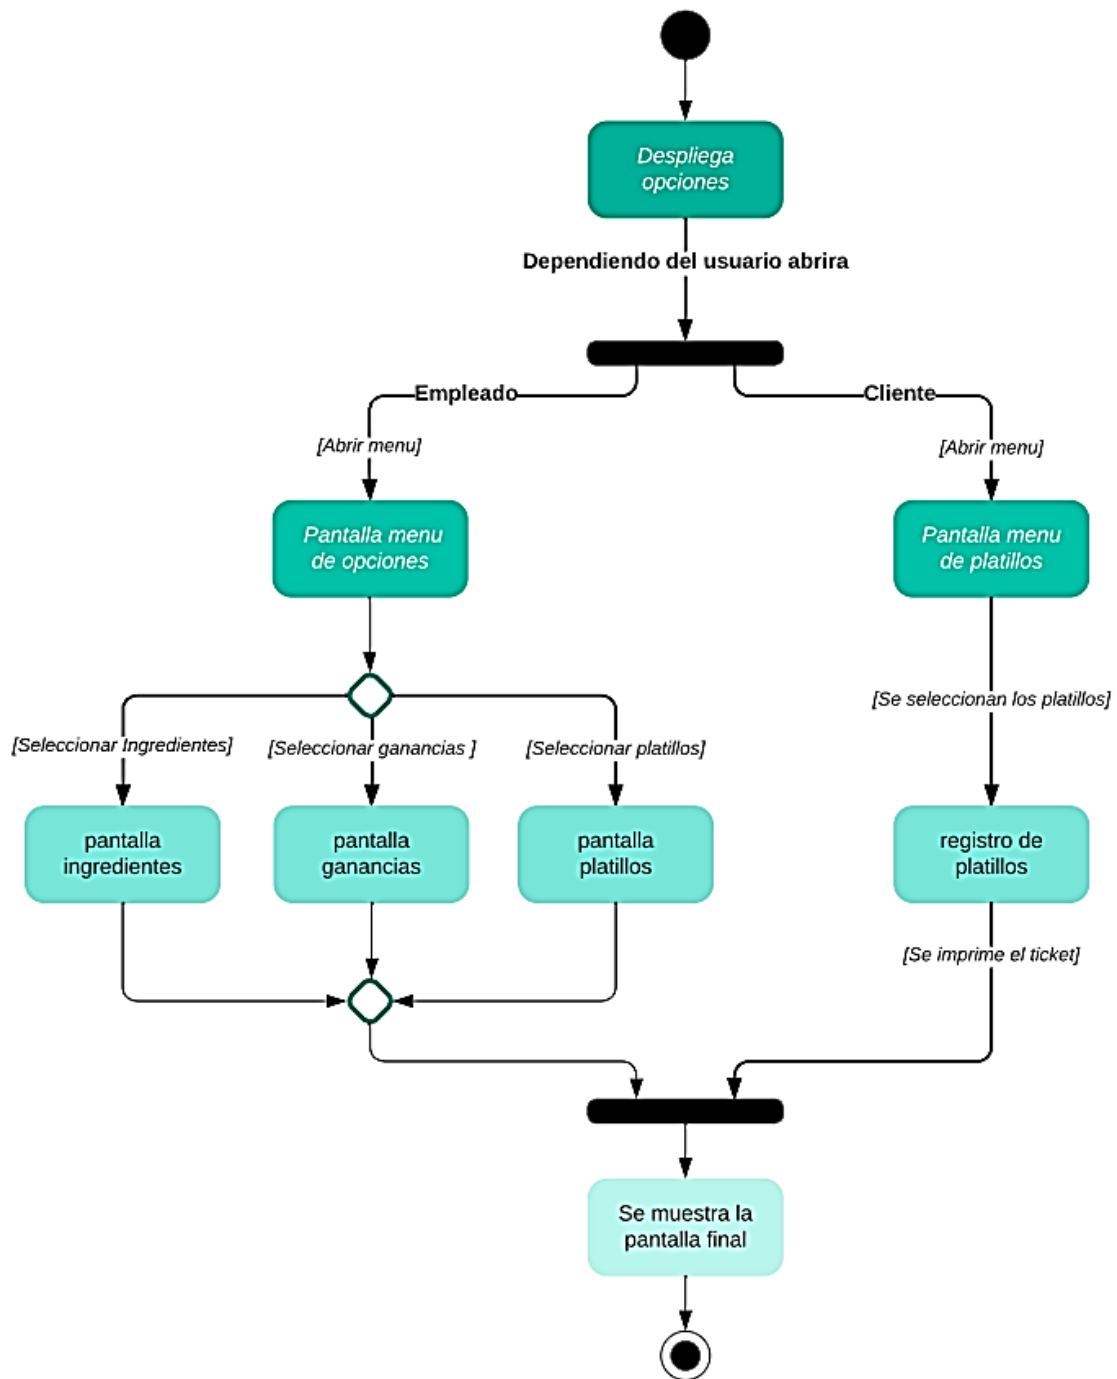 Despliega
opciones
Dependiendo del usuario abrira
Empleado
Cliente
[Abrir menu]
[Abrir menu]
Pantalla menu
de opciones
Pantalla menu
de platillos
[Seleccionar Ingredientes]
[Seleccionar ganancias ]
[Seleccionar platillos]
[Se seleccionan los platillos]
pantalla
ingredientes
pantalla
ganancias
pantalla
platillos
registro de
platillos
[Se imprime el ticket]
Se muestra la
pantalla final